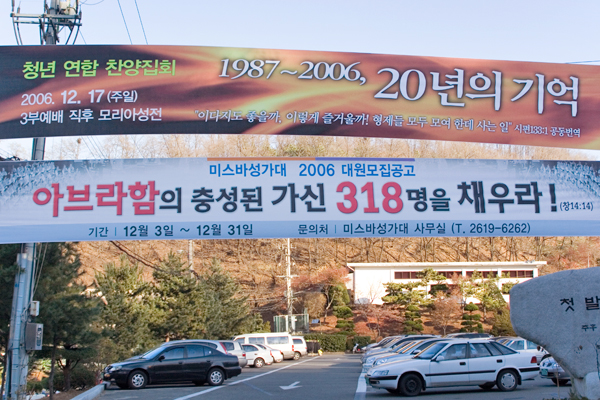 청년 연합 찬양집회
1987~2006, 20년의 기억
2006. 12. 17(주일)
3부예배 직후 모리아성전
"이다지도 좋을까, 이렇게 즐거울까! 형제들 모두 모여 한데 사는 일" 시편133:1 공동번역
미스바성가대 2006 대원모집공고
아브라함의 충성된 가신 318명을 채우라! (창14:14)
기간 | 12월 3일 ~ 12월 31일 문의처 | 미스바성가대 사무실 (T. 2619-6262)
첫발